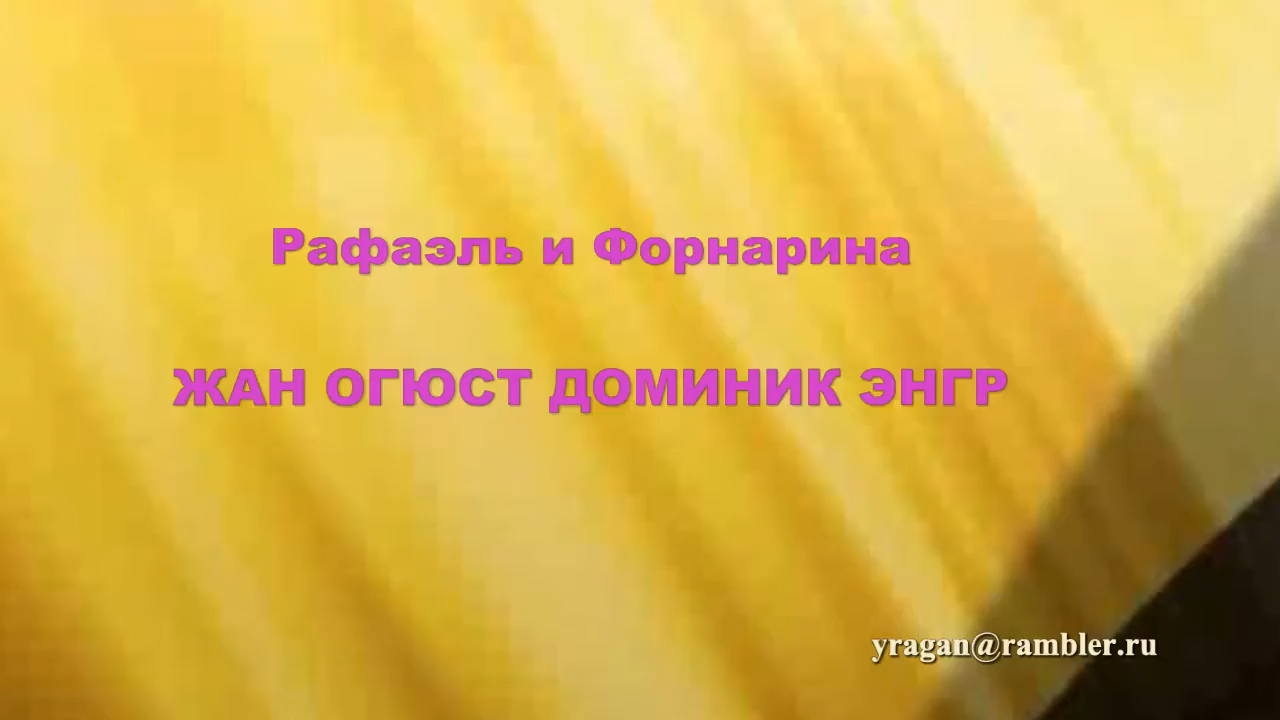 Рафаэль и Форнарина
ЖАН ОГЮСТ ДОМИНИК ЭНГР
yragan@rambler.ru